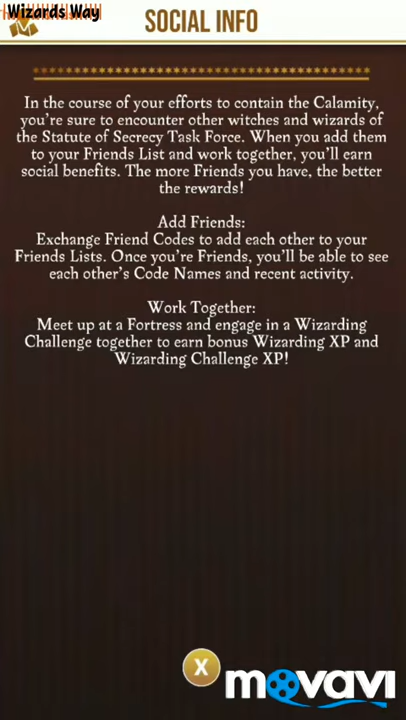 Wizards Way
SOCIAL INFO
In the course of your efforts to contain the Calamity,
you're sure to encounter other witches and wizards of
the Statute of Secrecy Task Force. When you add them
to your Friends List and work together, you'll earn
social benefits. The more Friends you have, the better
the rewards!
Add Friends:
Exchange Friend Codes to add each other to your
Friends Lists. Once you're Friends, you'll be able to see
each other's Code Names and recent activity.
Work Together:
Meet up at a Fortress and engage in a Wizarding
Challenge together to earn bonus Wizarding XP and
Wizarding Challenge XP!
X
movavi